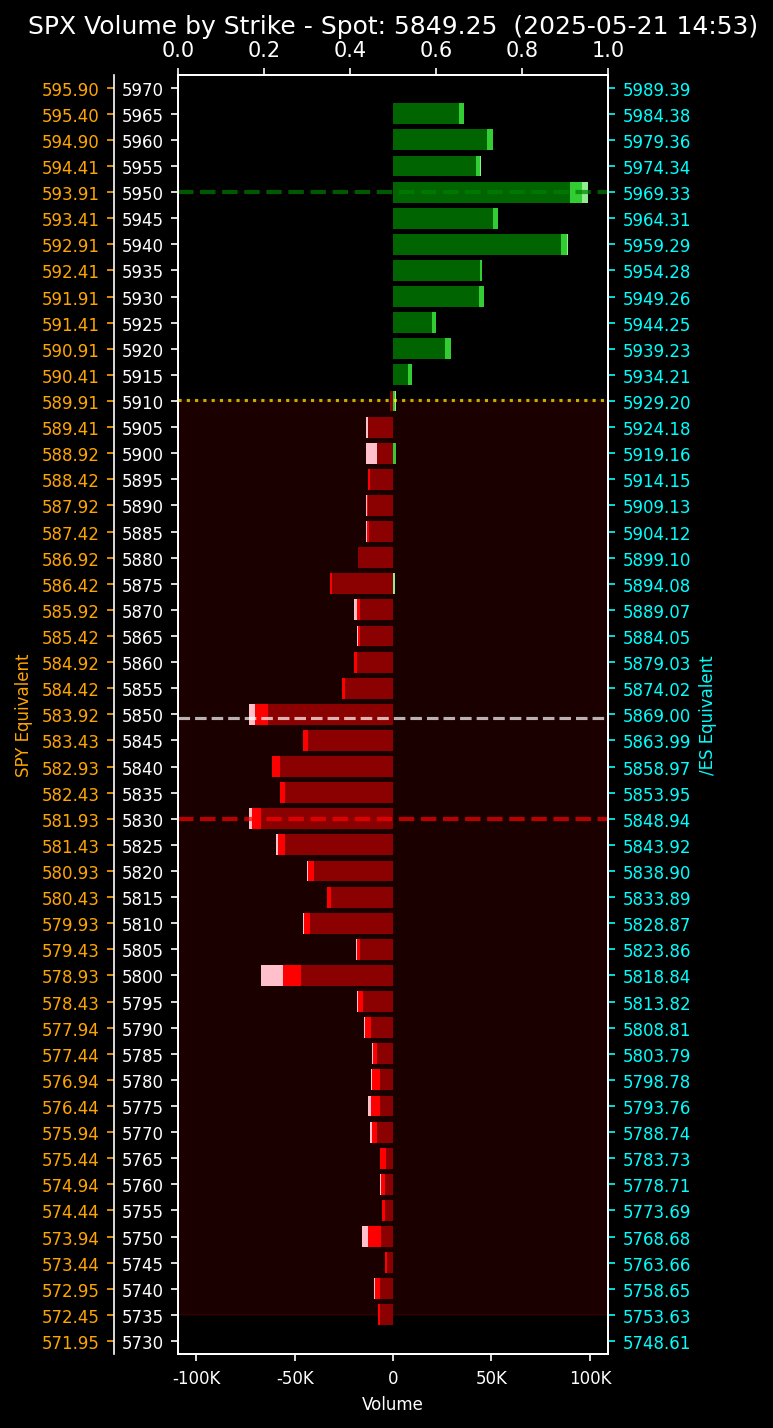 SPX Volume by Strike - Spot: 5849.25 (2025-05-21 14:53)
0.0 0.2 0.4 0.6 0.8 1.0
595.90 5970 5989.39
595.40 5965 5984.38
594.90 5960 5979.36
594.41 5955 5974.34
593.91 5950 5969.33
593.41 5945 5964.31
592.91 5940 5959.29
592.41 5935 5954.28
591.91 5930 5949.26
591.41 5925 5944.25
590.91 5920 5939.23
590.41 5915 5934.21
589.91 5910 5929.20
589.41 5905 5924.18
588.92 5900 5919.16
588.42 5895 5914.15
587.92 5890 5909.13
587.42 5885 5904.12
586.92 5880 5899.10
586.42 5875 5894.08
585.92 5870 5889.07
585.42 5865 5884.05
584.92 5860 5879.03
584.42 5855 5874.02
583.92 5850 5869.00
583.43 5845 5863.99
582.93 5840 5858.97
582.43 5835 5853.95
581.93 5830 5848.94
581.43 5825 5843.92
580.93 5820 5838.90
580.43 5815 5833.89
579.93 5810 5828.87
579.43 5805 5823.86
578.93 5800 5818.84
578.43 5795 5813.82
577.94 5790 5808.81
577.44 5785 5803.79
576.94 5780 5798.78
576.44 5775 5793.76
575.94 5770 5788.74
575.44 5765 5783.73
574.94 5760 5778.71
574.44 5755 5773.69
573.94 5750 5768.68
573.44 5745 5763.66
572.95 5740 5758.65
572.45 5735 5753.63
571.95 5730 5748.61
SPY Equivalent
/ES Equivalent
-100K -50K 0 50K 100K
Volume